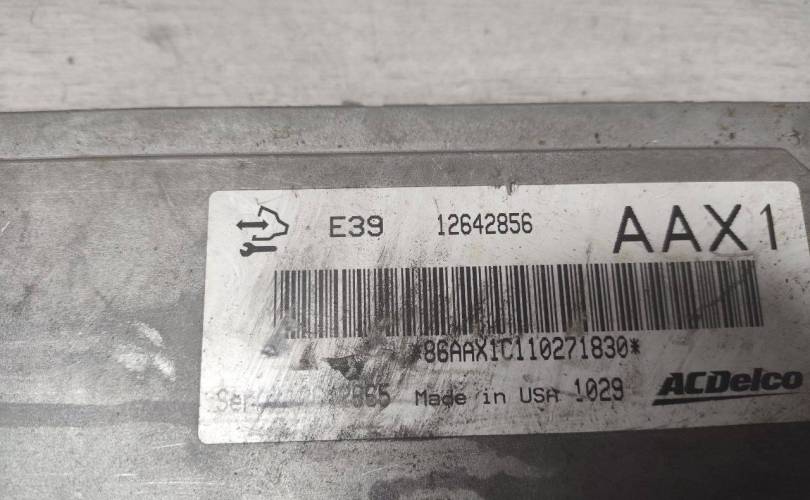 E39 12642856 AAX1
*86AAX1C110271830*
Made in USA 1029 ACDelco